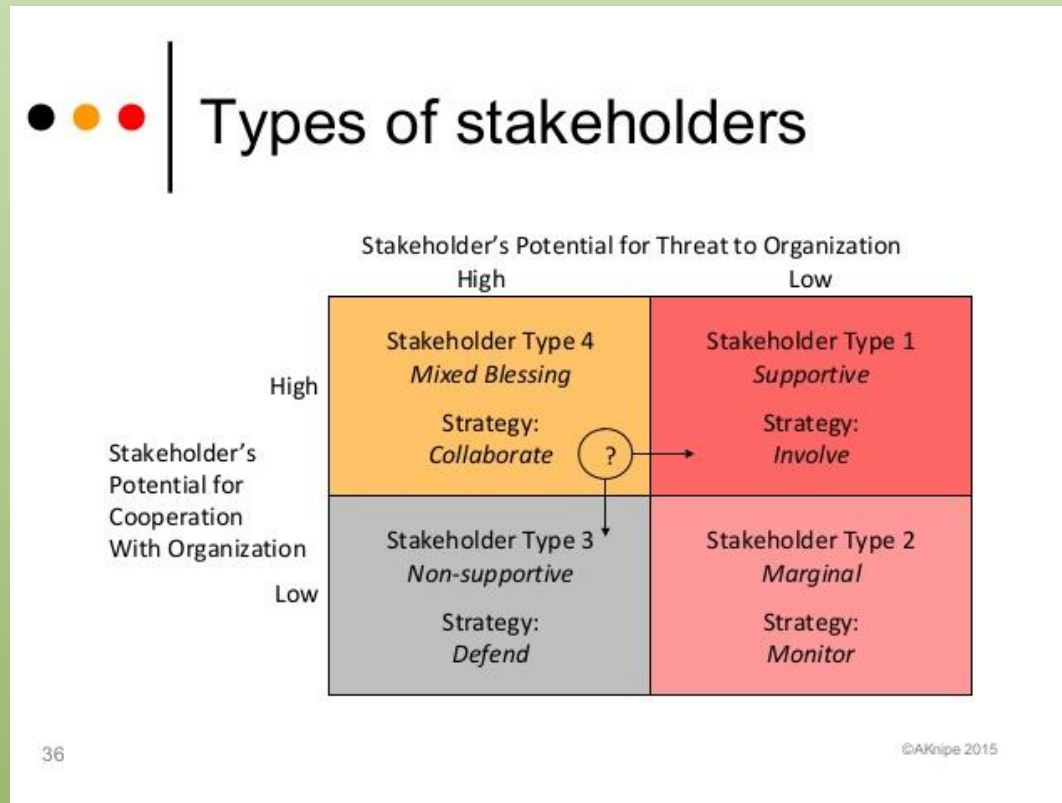 Types of stakeholders
Stakeholder's Potential for Threat to Organization
High
Low
High
Stakeholder's
Potential for
Cooperation
With Organization
Low
Stakeholder Type 4
Mixed Blessing
Strategy:
Collaborate
?
Stakeholder Type 1
Supportive
Strategy:
Involve
Stakeholder Type 3
Non-supportive
Strategy:
Defend
Stakeholder Type 2
Marginal
Strategy:
Monitor
36
©AKnipe 2015